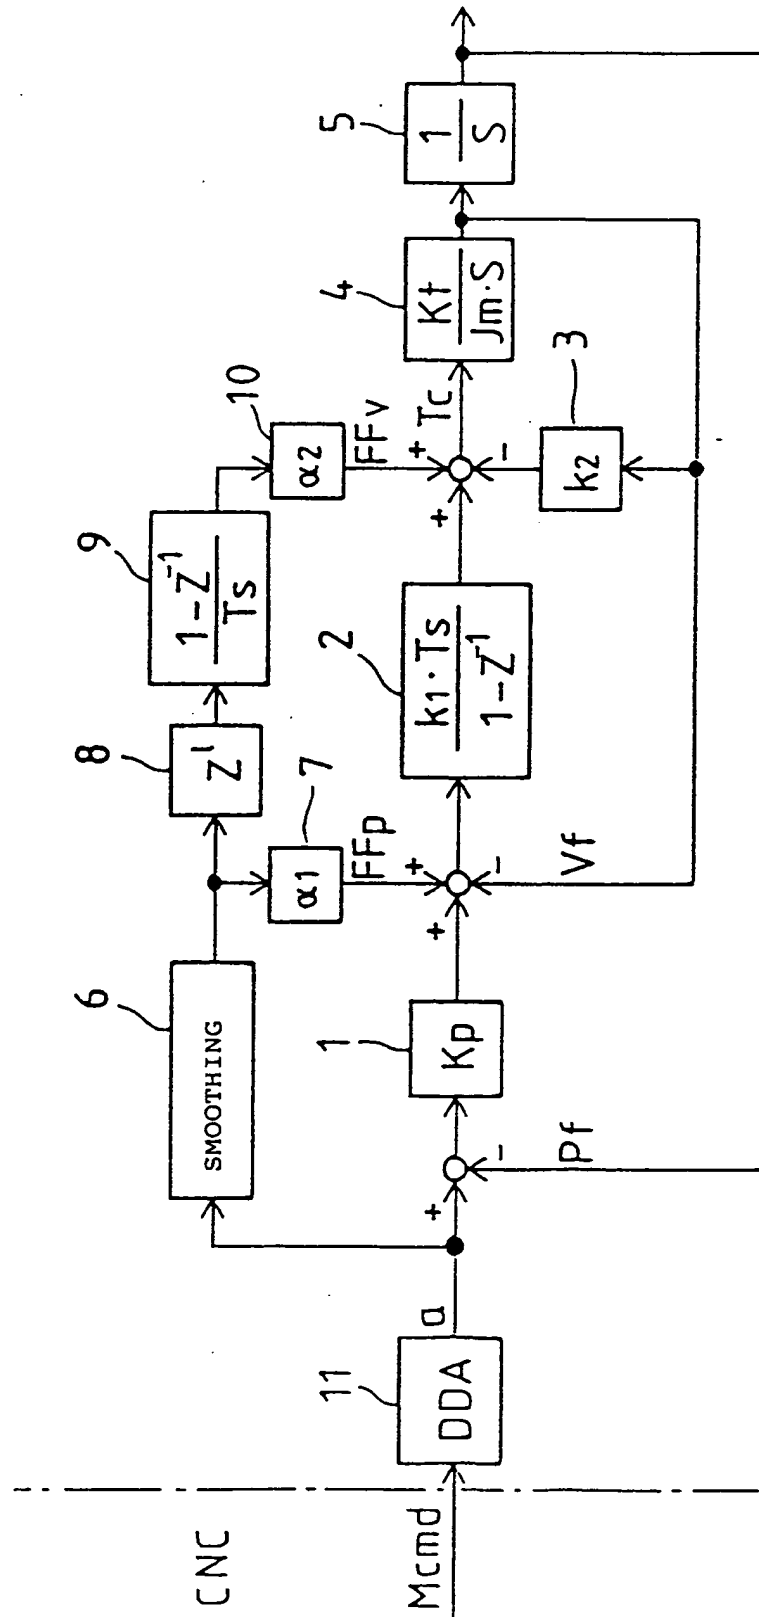 CNC
Mcmd
11
DDA
a
6
SMOOTHING
+
-
Pf
1
Kp
7
α1
FFp
+
+
-
Vf
8
Z^l
9
1-Z^-1
Ts
10
α2
FFv
2
k1·Ts
1-Z^-1
+
+
-
Tc
3
k2
4
Kt
Jm·S
5
1
S